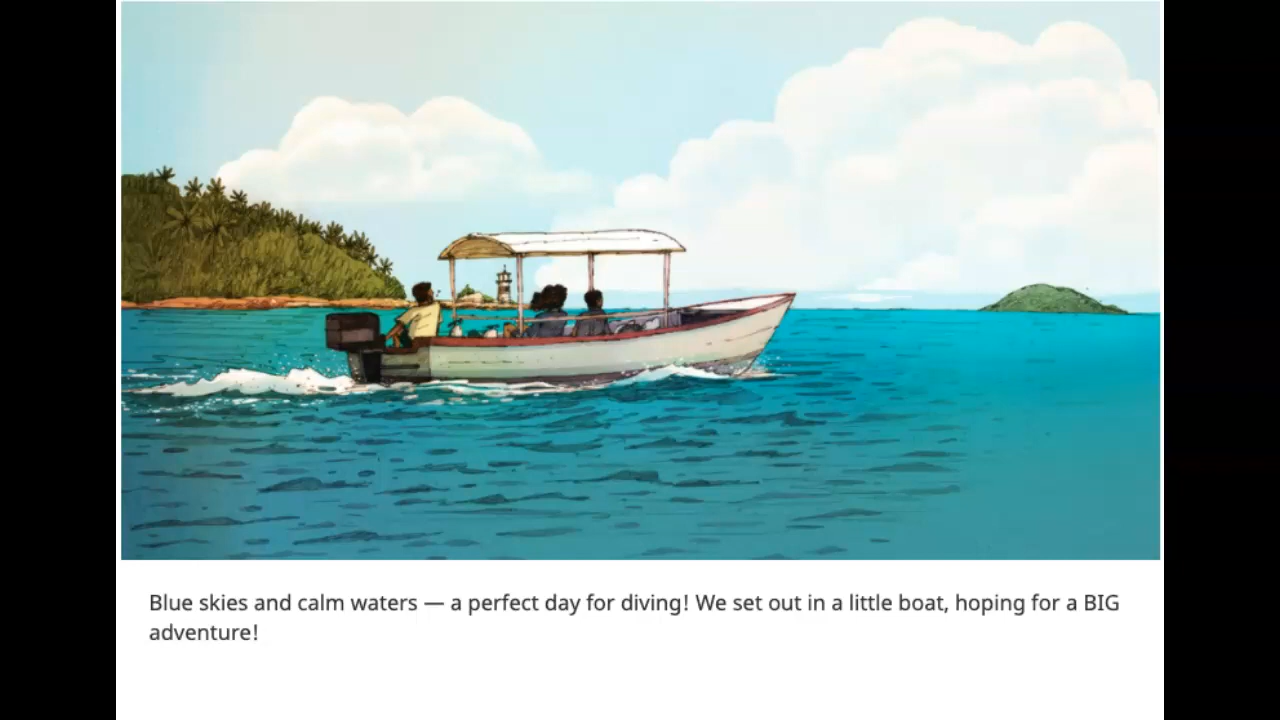 Blue skies and calm waters — a perfect day for diving! We set out in a little boat, hoping for a BIG
adventure!